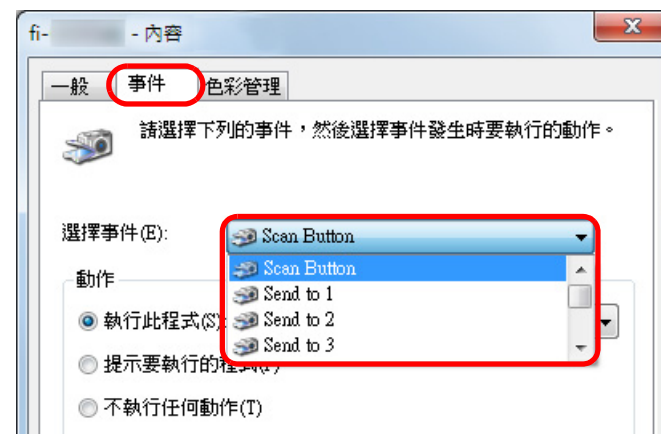 fi- - 內容
一般 事件 色彩管理
請選擇下列的事件，然後選擇事件發生時要執行的動作。
選擇事件(E): Scan Button
Scan Button
動作
Send to 1
執行此程式(S): Send to 2
Send to 3
提示要執行的程式(P)
不執行任何動作(T)